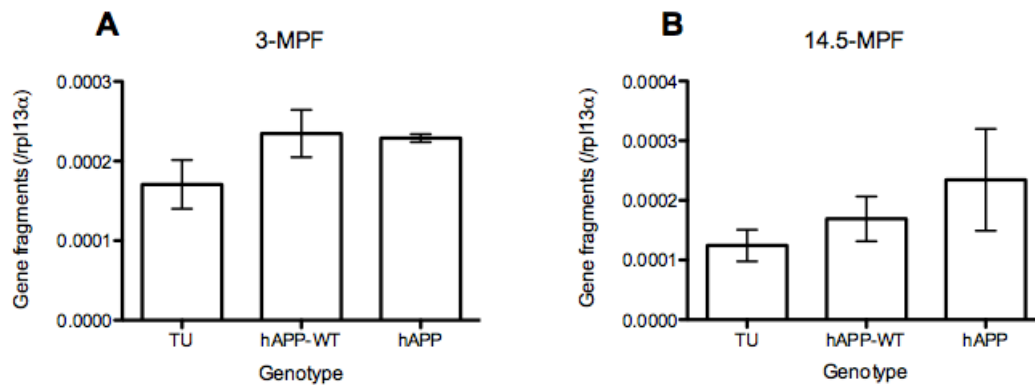 A
3-MPF
Gene fragments (/rpl13α)
0.0003
0.0002
0.0001
0.0000
TU hAPP-WT hAPP
Genotype
B
14.5-MPF
Gene fragments (/rpl13α)
0.0004
0.0003
0.0002
0.0001
0.0000
TU hAPP-WT hAPP
Genotype